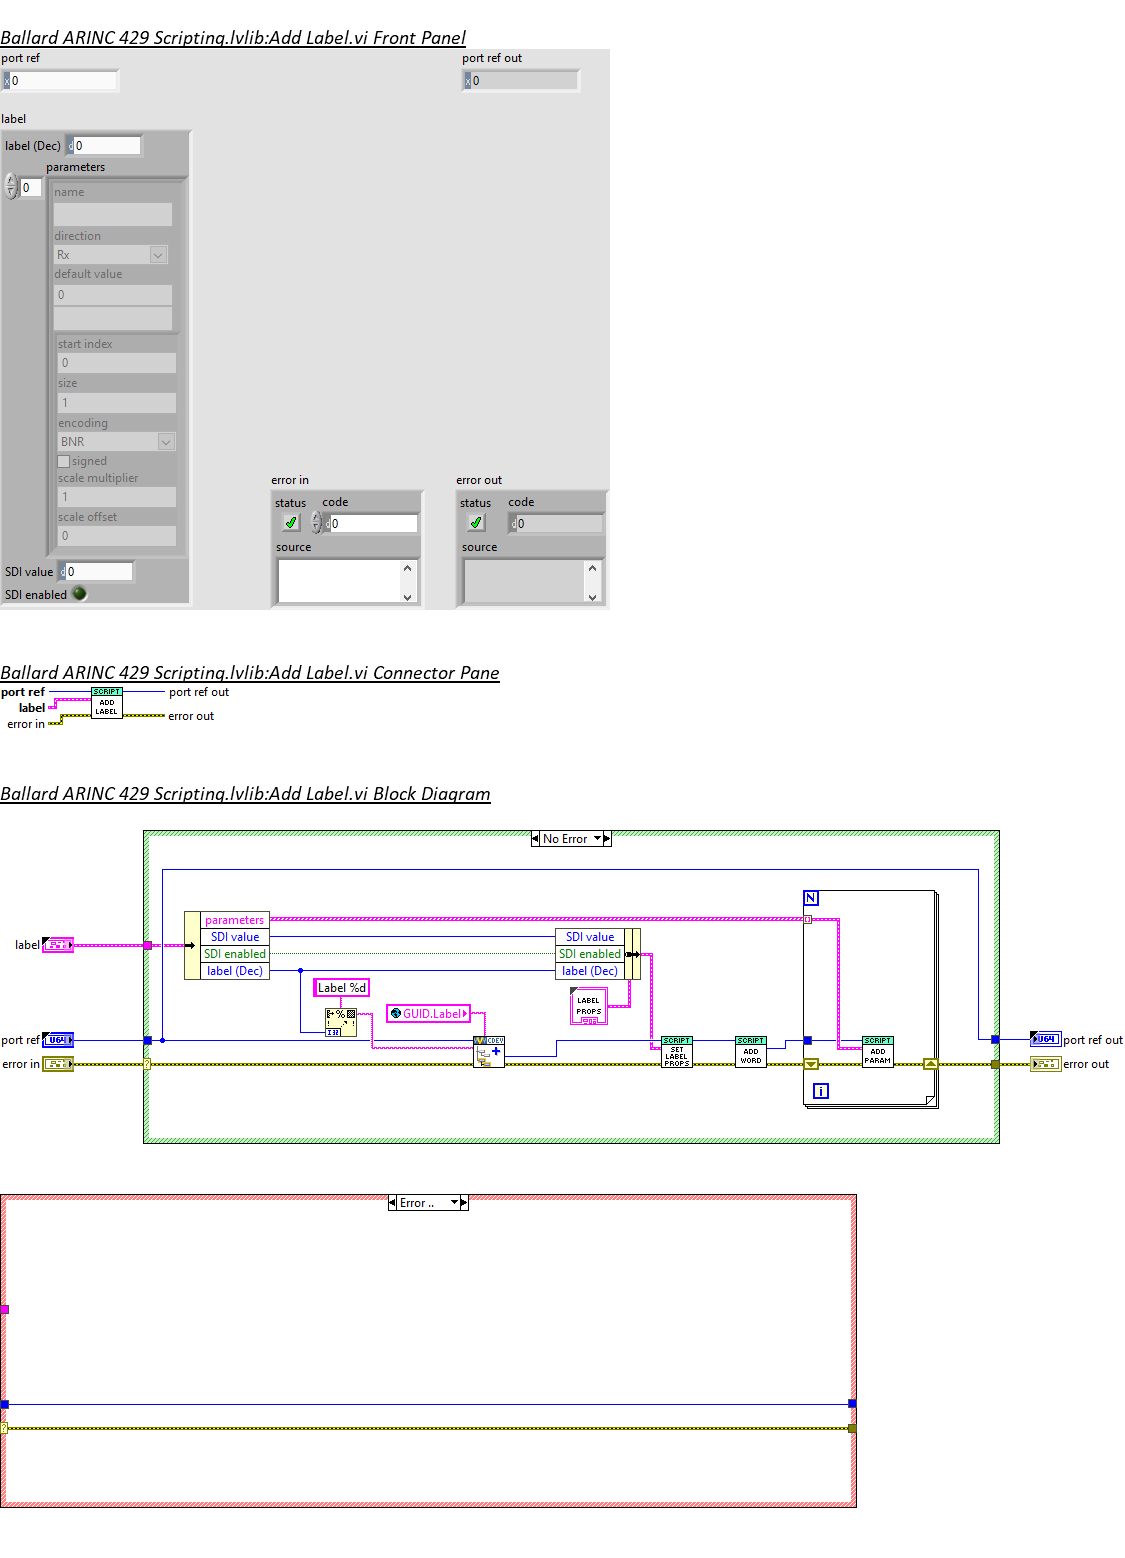 Ballard ARINC 429 Scripting.lvlib:Add Label.vi Front Panel
port ref
port ref out
x 0
x 0
label
label (Dec)
d 0
parameters
0
name
direction
Rx
default value
0
start index
0
size
1
encoding
BNR
signed
scale multiplier
1
scale offset
0
SDI value
d 0
SDI enabled
error in
status
code
d 0
source
error out
status
code
d 0
source
Ballard ARINC 429 Scripting.lvlib:Add Label.vi Connector Pane
port ref
label
error in
SCRIPT
ADD
LABEL
port ref out
error out
Ballard ARINC 429 Scripting.lvlib:Add Label.vi Block Diagram
No Error
label
port ref
U64
error in
parameters
SDI value
SDI enabled
label (Dec)
Label %d
%
I32
GUID.Label
CDEV
SDI value
SDI enabled
label (Dec)
LABEL
PROPS
SCRIPT
SET
LABEL
PROPS
SCRIPT
ADD
WORD
N
SCRIPT
ADD
PARAM
i
U64
port ref out
error out
?
Error ..
?